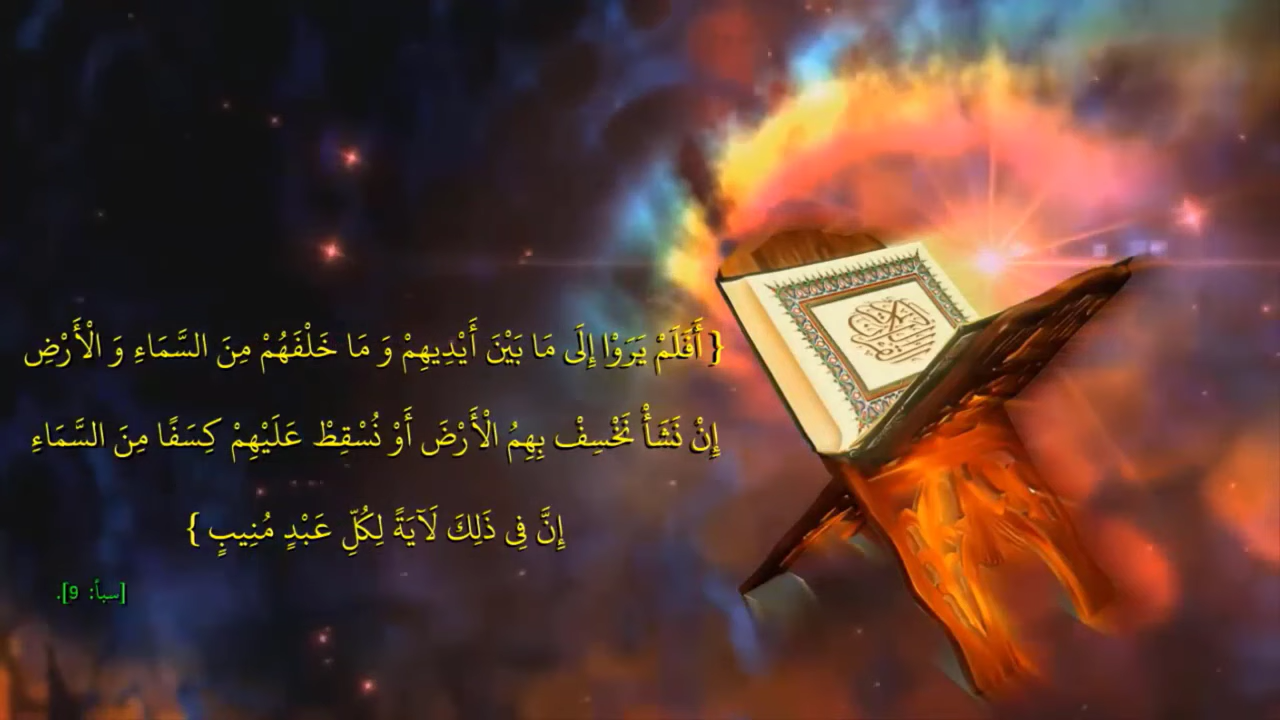 { أَفَلَمْ يَرَوْا إِلَى مَا بَيْنَ أَيْدِيهِمْ وَ مَا خَلْفَهُمْ مِنَ السَّمَاءِ وَ الْأَرْضِ
إِنْ نَشَأْ نَخْسِفْ بِهِمُ الْأَرْضَ أَوْ نُسْقِطْ عَلَيْهِمْ كِسَفًا مِنَ السَّمَاءِ
إِنَّ فِى ذَلِكَ لَآيَةً لِكُلِّ عَبْدٍ مُنِيبٍ }
[سبأ: 9].